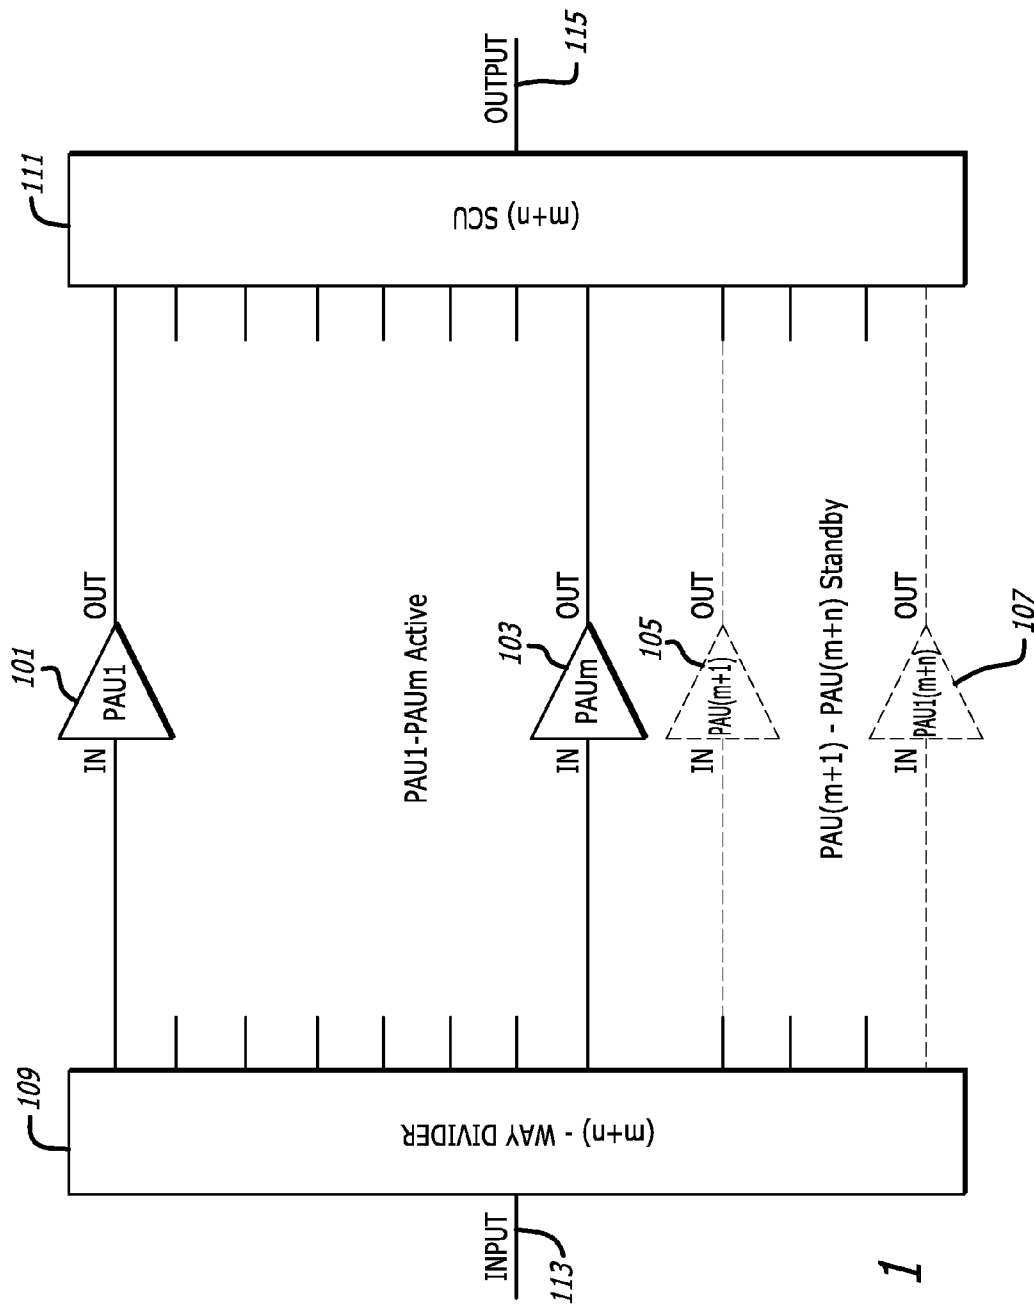 111
115
OUTPUT
(m+n) SCU
101
PAU1
IN
OUT
PAU1-PAUm Active
103
PAUm
IN
OUT
105
PAU(m+1)
IN
OUT
PAU(m+1) - PAU(m+n) Standby
PAU1(m+n)
IN
OUT
107
109
(m+n) - WAY DIVIDER
INPUT
113
1